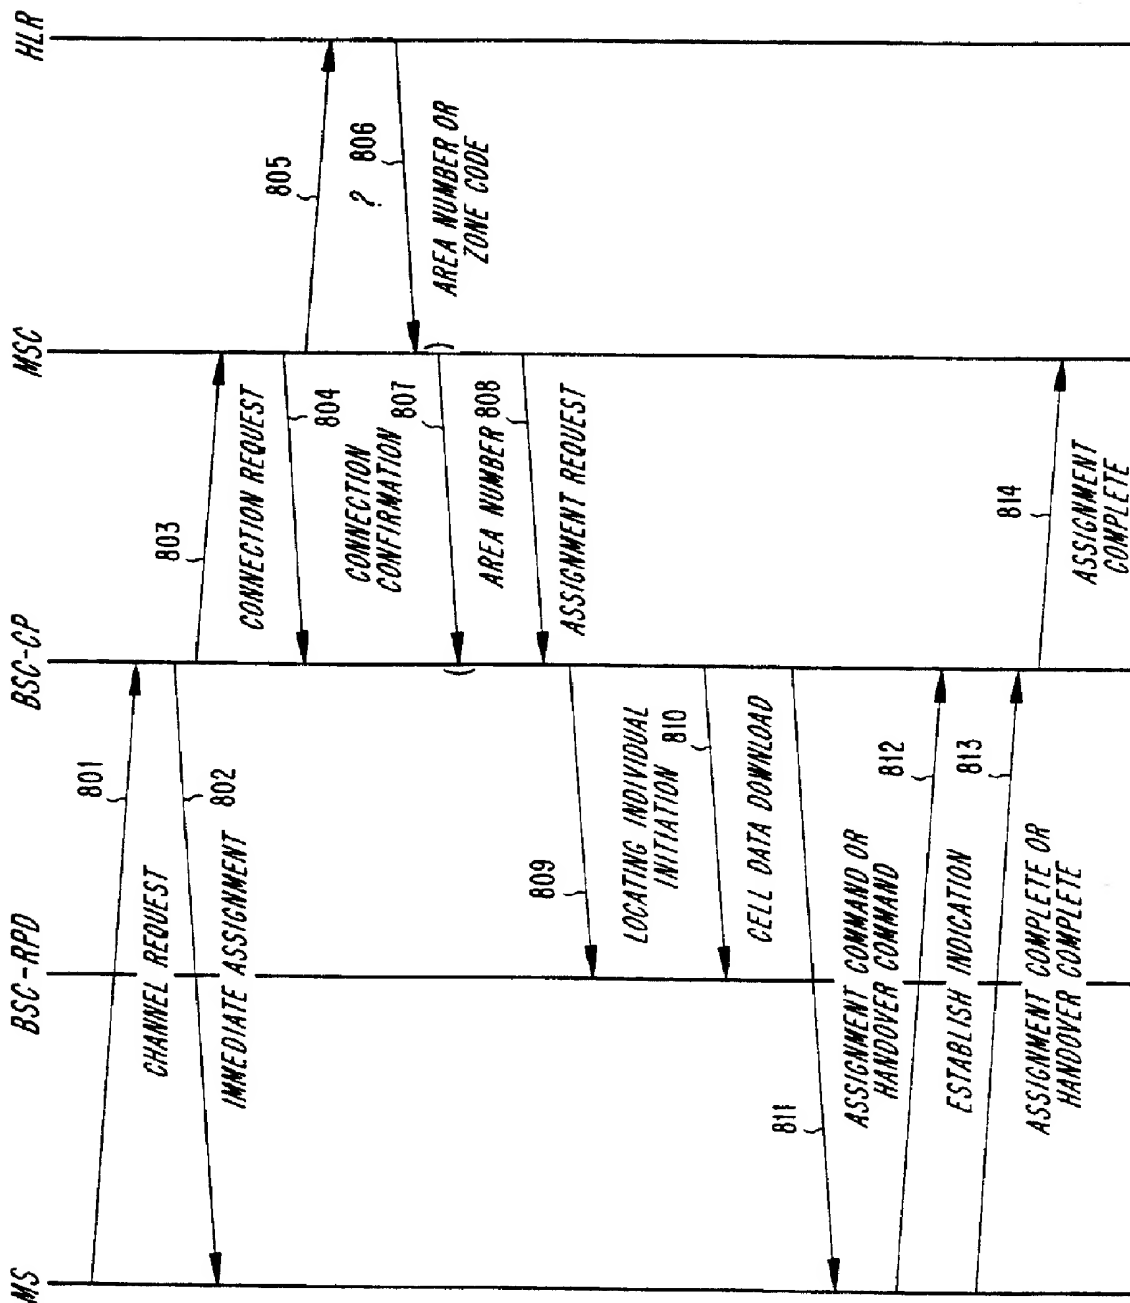 MS
BSC-RPD
BSC-CP
MSC
HLR
801
CHANNEL REQUEST
802
IMMEDIATE ASSIGNMENT
803
CONNECTION REQUEST
804
CONNECTION
CONFIRMATION
805
?
806
AREA NUMBER OR
ZONE CODE
807
AREA NUMBER
808
ASSIGNMENT REQUEST
809
LOCATING INDIVIDUAL
INITIATION
810
CELL DATA DOWNLOAD
811
ASSIGNMENT COMMAND OR
HANDOVER COMMAND
812
ESTABLISH INDICATION
813
ASSIGNMENT COMPLETE OR
HANDOVER COMPLETE
814
ASSIGNMENT
COMPLETE